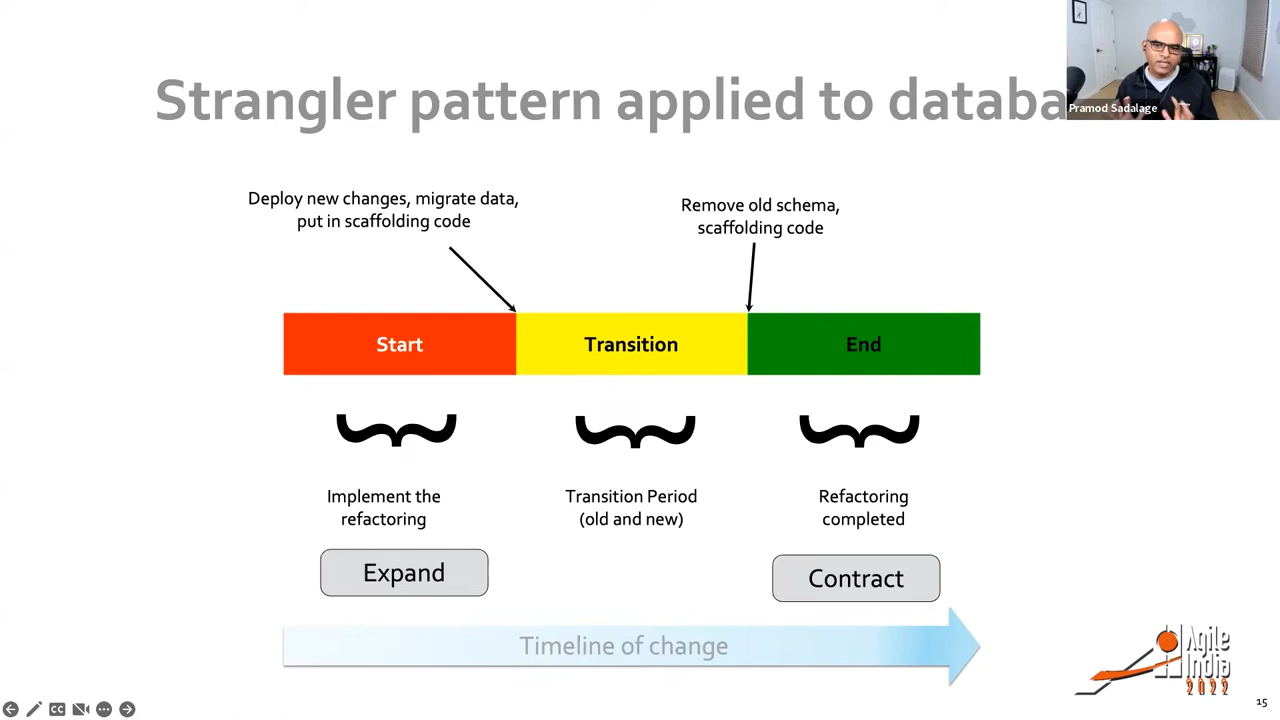 Strangler pattern applied to databa
Pramod Sadalage
Deploy new changes, migrate data,
put in scaffolding code
Remove old schema,
scaffolding code
Start
Transition
End
Implement the
refactoring
Transition Period
(old and new)
Refactoring
completed
Expand
Contract
Timeline of change
Agile
India
2022
CC
15